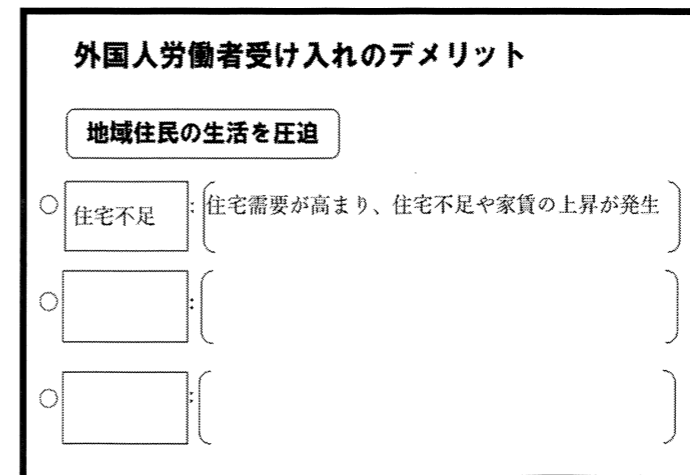 外国人労働者受け入れのデメリット
地域住民の生活を圧迫
○ 住宅不足 : 住宅需要が高まり、住宅不足や家賃の上昇が発生
○ :
○ :